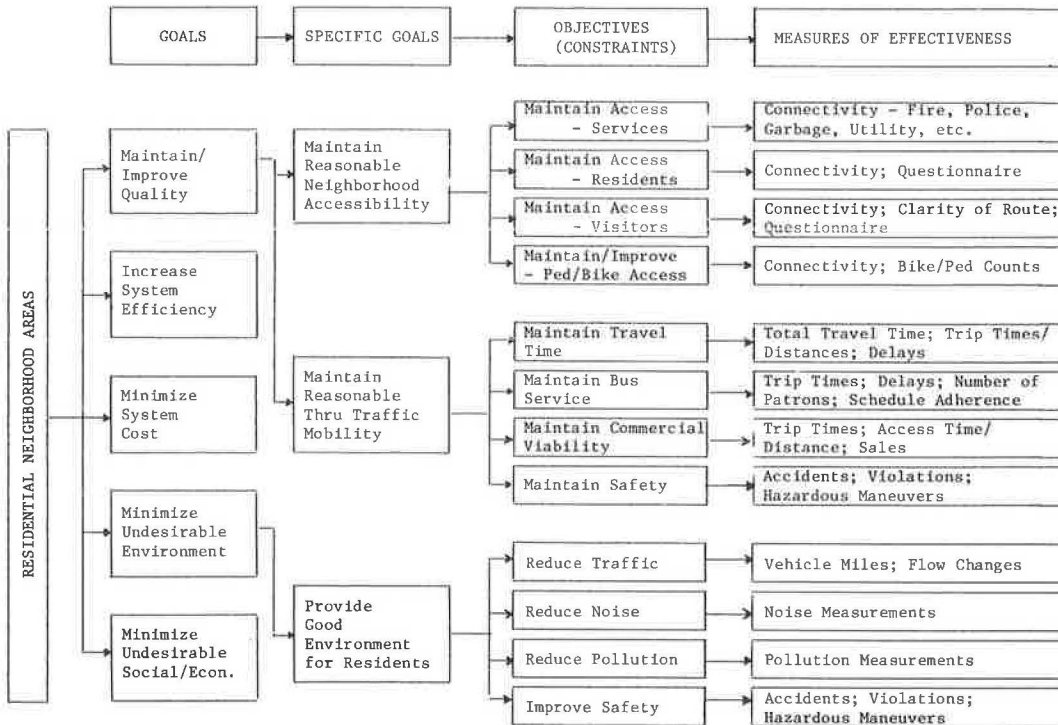 GOALS
SPECIFIC GOALS
OBJECTIVES
(CONSTRAINTS)
MEASURES OF EFFECTIVENESS
RESIDENTIAL NEIGHBORHOOD AREAS
Maintain/
Improve
Quality
Increase
System
Efficiency
Minimize
System
Cost
Minimize
Undesirable
Environment
Minimize
Undesirable
Social/Econ.
Maintain
Reasonable
Neighborhood
Accessibility
Maintain
Reasonable
Thru Traffic
Mobility
Provide
Good
Environment
for Residents
Maintain Access
- Services
Maintain Access
- Residents
Maintain Access
- Visitors
Maintain/Improve
- Ped/Bike Access
Maintain Travel
Time
Maintain Bus
Service
Maintain Commercial
Viability
Maintain Safety
Reduce Traffic
Reduce Noise
Reduce Pollution
Improve Safety
Connectivity - Fire, Police,
Garbage, Utility, etc.
Connectivity; Questionnaire
Connectivity; Clarity of Route;
Questionnaire
Connectivity; Bike/Ped Counts
Total Travel Time; Trip Times/
Distances; Delays
Trip Times; Delays; Number of
Patrons; Schedule Adherence
Trip Times; Access Time/
Distance; Sales
Accidents; Violations;
Hazardous Maneuvers
Vehicle Miles; Flow Changes
Noise Measurements
Pollution Measurements
Accidents; Violations;
Hazardous Maneuvers